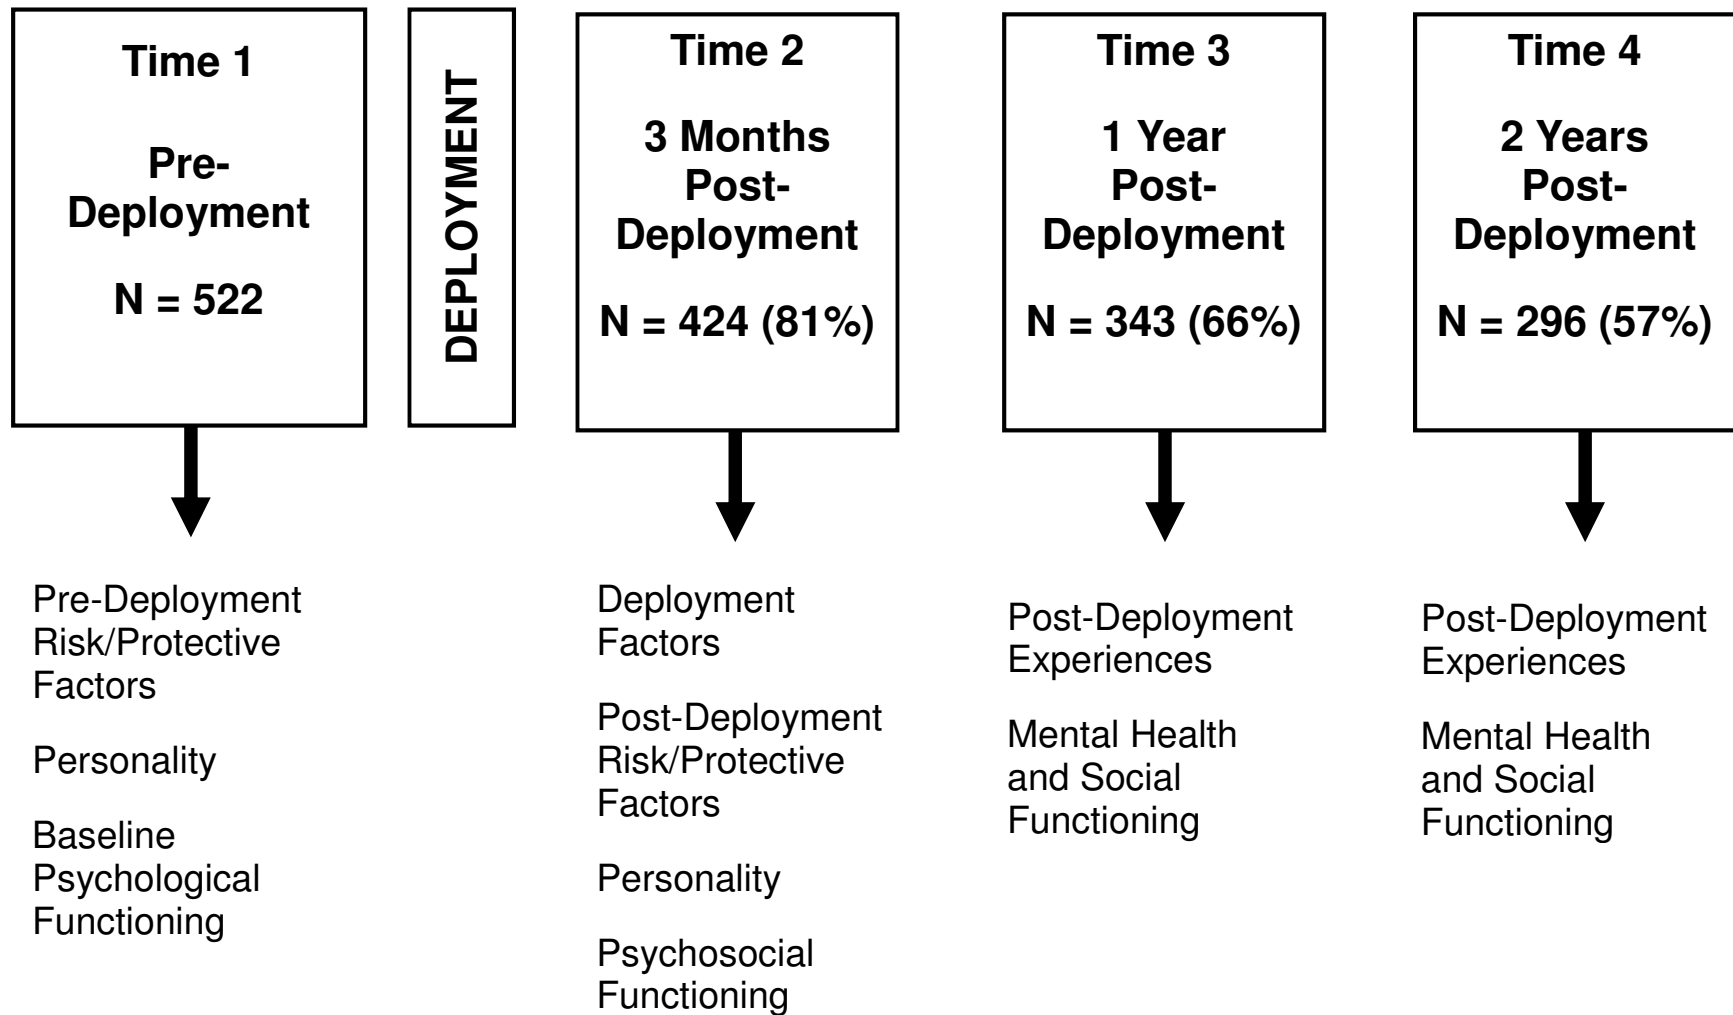 Time 1
Pre-
Deployment
N = 522
DEPLOYMENT
Time 2
3 Months
Post-
Deployment
N = 424 (81%)
Time 3
1 Year
Post-
Deployment
N = 343 (66%)
Time 4
2 Years
Post-
Deployment
N = 296 (57%)
Pre-Deployment
Risk/Protective
Factors
Personality
Baseline
Psychological
Functioning
Deployment
Factors
Post-Deployment
Risk/Protective
Factors
Personality
Psychosocial
Functioning
Post-Deployment
Experiences
Mental Health
and Social
Functioning
Post-Deployment
Experiences
Mental Health
and Social
Functioning